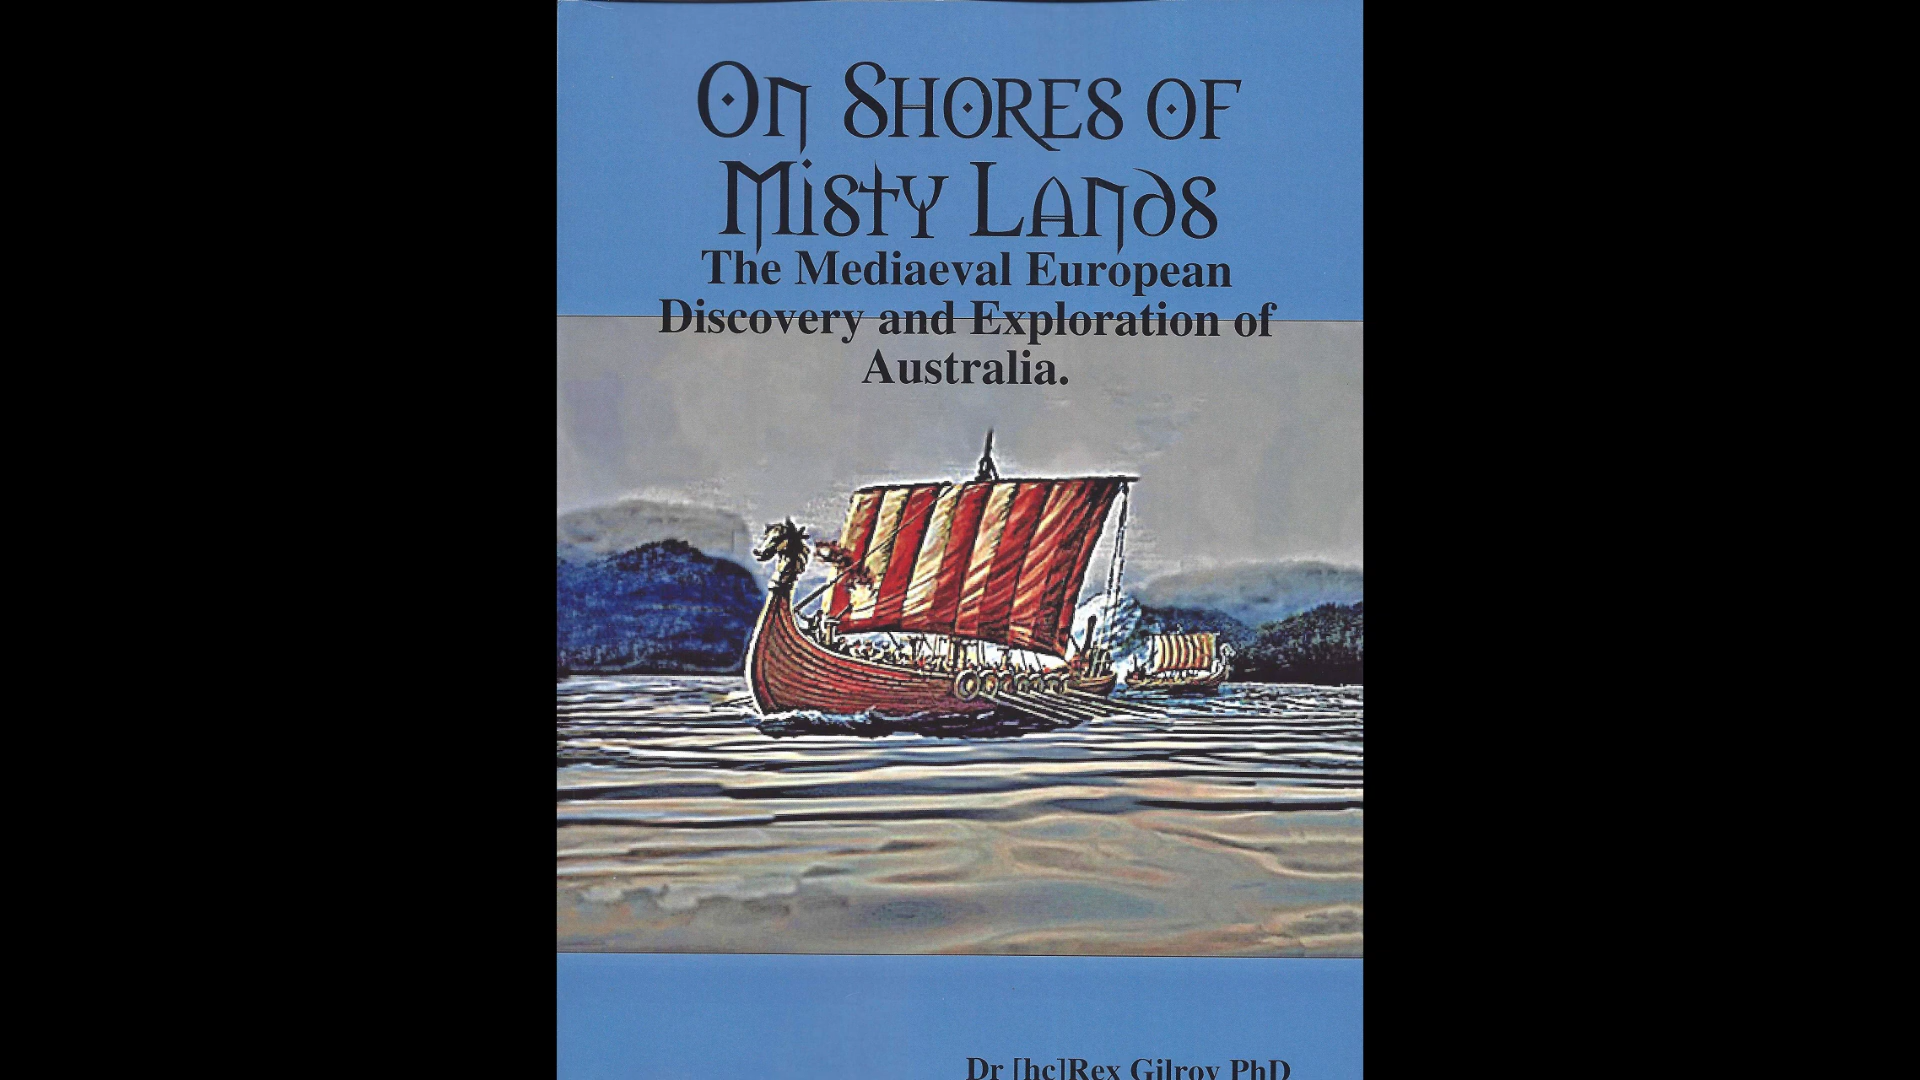 On Shores of
Misty Lands
The Mediaeval European
Discovery and Exploration of
Australia.
Dr [hc]Rex Gilroy PhD